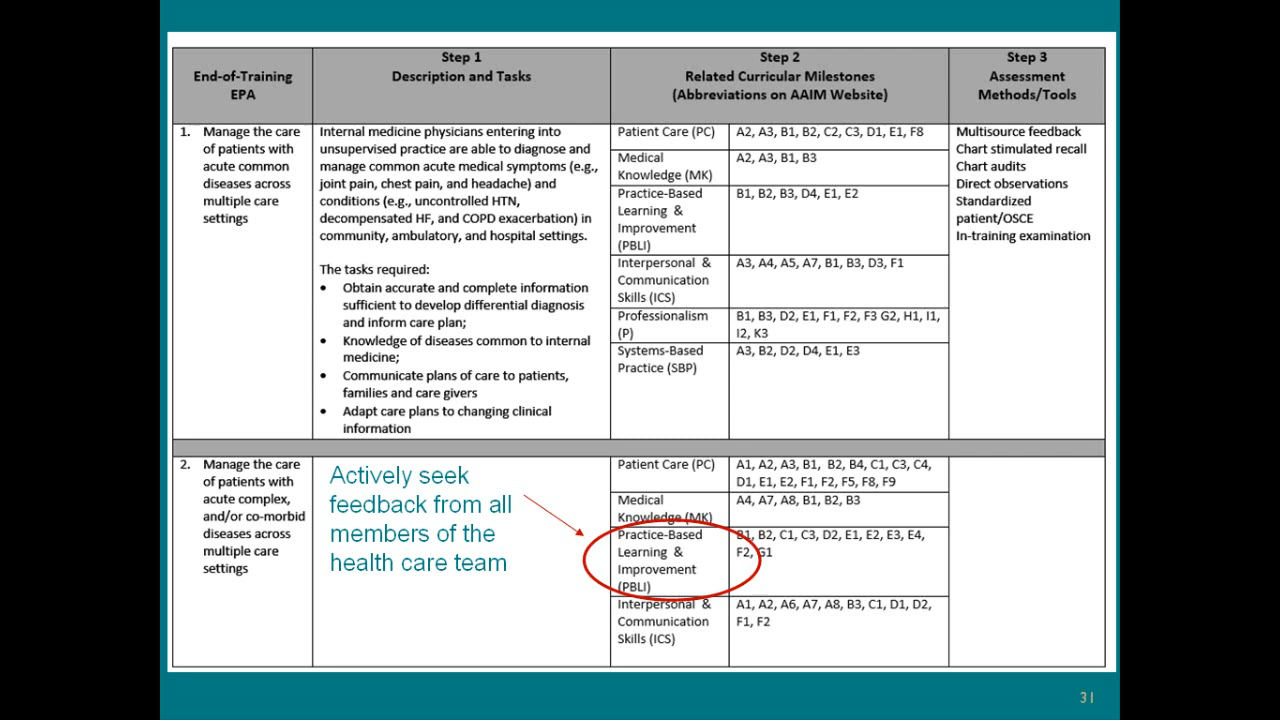 End-of-Training
EPA
Step 1
Description and Tasks
Step 2
Related Curricular Milestones
(Abbreviations on AAIM Website)
Step 3
Assessment
Methods/Tools
1. Manage the care
of patients with
acute common
diseases across
multiple care
settings
Internal medicine physicians entering into
unsupervised practice are able to diagnose and
manage common acute medical symptoms (e.g.,
joint pain, chest pain, and headache) and
conditions (e.g., uncontrolled HTN,
decompensated HF, and COPD exacerbation) in
community, ambulatory, and hospital settings.
The tasks required:
• Obtain accurate and complete information
sufficient to develop differential diagnosis
and inform care plan;
• Knowledge of diseases common to internal
medicine;
• Communicate plans of care to patients,
families and care givers
• Adapt care plans to changing clinical
information
Patient Care (PC)
A2, A3, B1, B2, C2, C3, D1, E1, F8
Medical
Knowledge (MK)
A2, A3, B1, B3
Practice-Based
Learning &
Improvement
(PBLI)
B1, B2, B3, D4, E1, E2
Interpersonal &
Communication
Skills (ICS)
A3, A4, A5, A7, B1, B3, D3, F1
Professionalism
(P)
B1, B3, D2, E1, F1, F2, F3 G2, H1, I1,
I2, K3
Systems-Based
Practice (SBP)
A3, B2, D2, D4, E1, E3
Multisource feedback
Chart stimulated recall
Chart audits
Direct observations
Standardized
patient/OSCE
In-training examination
2. Manage the care
of patients with
acute complex,
and/or co-morbid
diseases across
multiple care
settings
Actively seek
feedback from all
members of the
health care team
Patient Care (PC)
A1, A2, A3, B1, B2, B4, C1, C3, C4,
D1, E1, E2, F1, F2, F5, F8, F9
Medical
Knowledge (MK)
A4, A7, A8, B1, B2, B3
Practice-Based
Learning &
Improvement
(PBLI)
B1, B2, C1, C3, D2, E1, E2, E3, E4,
F2, G1
Interpersonal &
Communication
Skills (ICS)
A1, A2, A6, A7, A8, B3, C1, D1, D2,
F1, F2
31